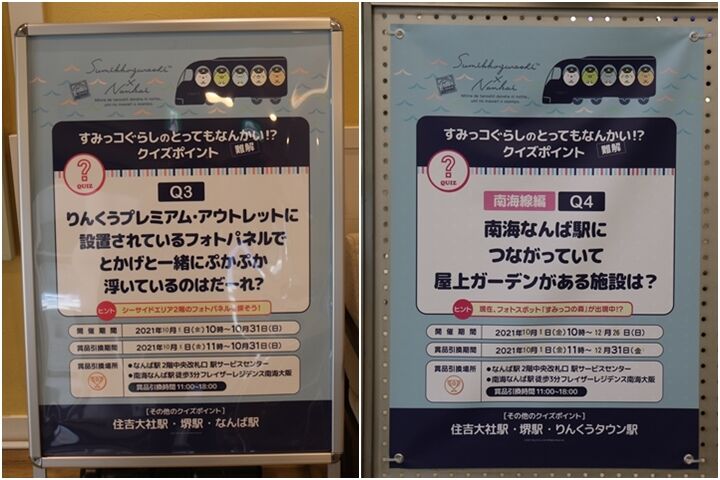 Sumikkogurashi™
×
Nankai
すみっコぐらしのとってもなんかい!?
難解
クイズポイント
?
QUIZ
Q3
りんくうプレミアム・アウトレットに
設置されているフォトパネルで
とかげと一緒にぷかぷか
浮いているのはだーれ?
ヒント シーサイドエリア2階のフォトパネルを探そう!
開催期間 2021年10月1日(金)10時〜10月31日(日)
賞品引換期間 2021年10月1日(金)11時〜10月31日(日)
賞品引換場所
●なんば駅 2階中央改札口 駅サービスセンター
●南海なんば駅 徒歩3分 フレイザーレジデンス南海大阪
賞品引換時間 11:00〜18:00
[その他のクイズポイント]
住吉大社駅・堺駅・なんば駅
Sumikkogurashi™
×
Nankai
すみっコぐらしのとってもなんかい!?
難解
クイズポイント
?
QUIZ
南海線編 Q4
南海なんば駅に
つながっていて
屋上ガーデンがある施設は?
ヒント 現在、フォトスポット「すみっコの森」が出現中!?
開催期間 2021年10月1日(金)10時〜12月26日(日)
賞品引換期間 2021年10月1日(金)11時〜12月31日(金)
賞品引換場所
●なんば駅 2階中央改札口 駅サービスセンター
●南海なんば駅 徒歩3分 フレイザーレジデンス南海大阪
賞品引換時間 11:00〜18:00
[その他のクイズポイント]
住吉大社駅・堺駅・りんくうタウン駅